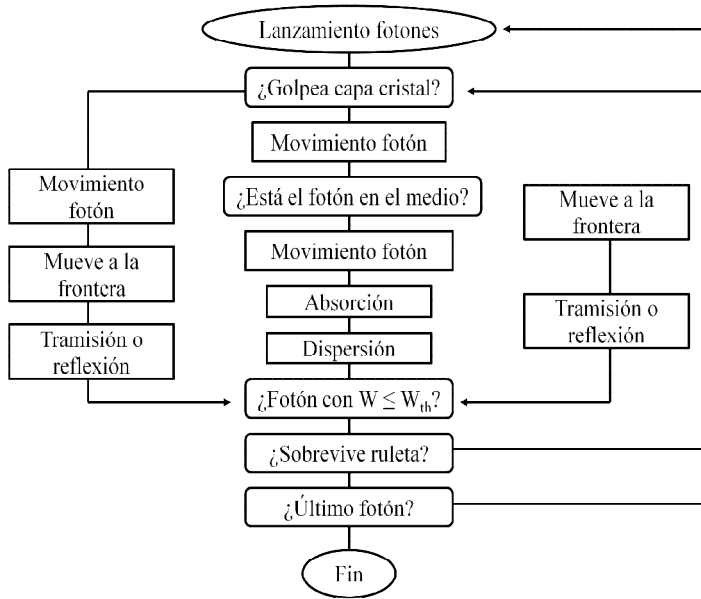 Lanzamiento fotones
¿Golpea capa cristal?
Movimiento fotón
¿Está el fotón en el medio?
Movimiento fotón
Absorción
Dispersión
Movimiento
fotón
Mueve a la
frontera
Tramisión o
reflexión
Mueve a la
frontera
Tramisión o
reflexión
¿Fotón con W ≤ Wth?
¿Sobrevive ruleta?
¿Último fotón?
Fin